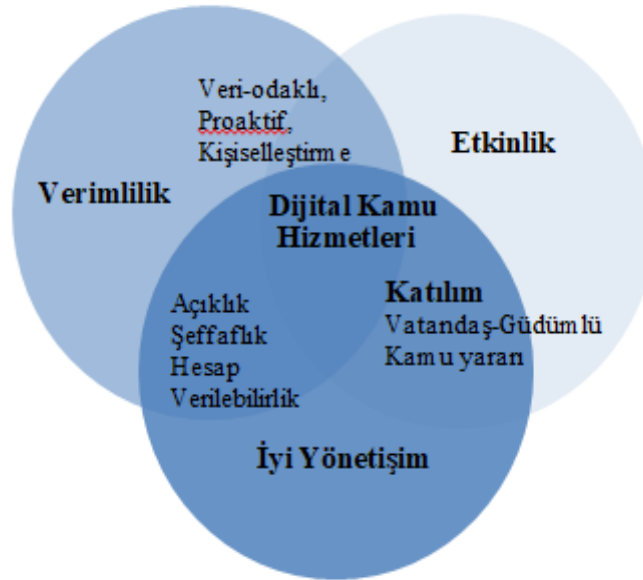 Veri-odaklı,
Proaktif,
Kişiselleştirme
Etkinlik
Verimlilik
Dijital Kamu
Hizmetleri
Açıklık
Şeffaflık
Hesap
Verilebilirlik
Katılım
Vatandaş-Güdümlü
Kamu yararı
İyi Yönetişim